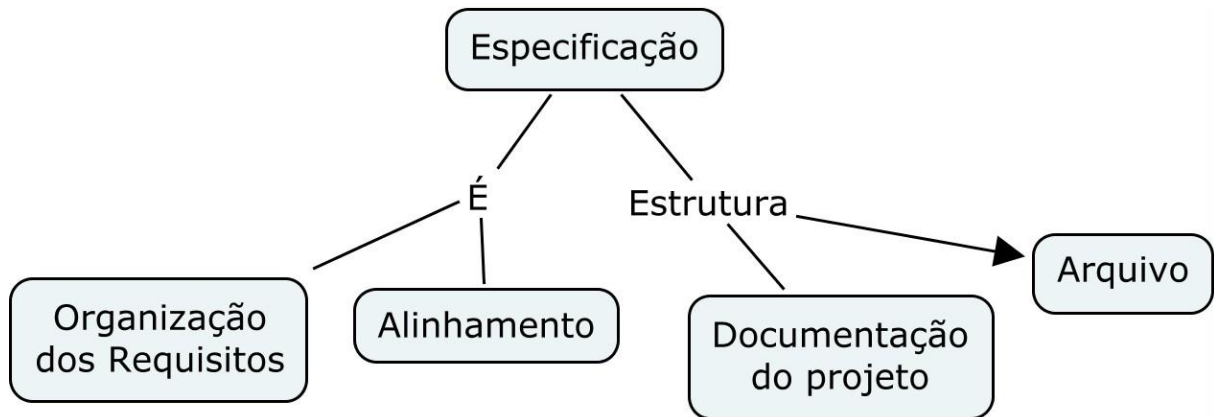 Especificação
É
Estrutura
Arquivo
Organização
dos Requisitos
Alinhamento
Documentação
do projeto